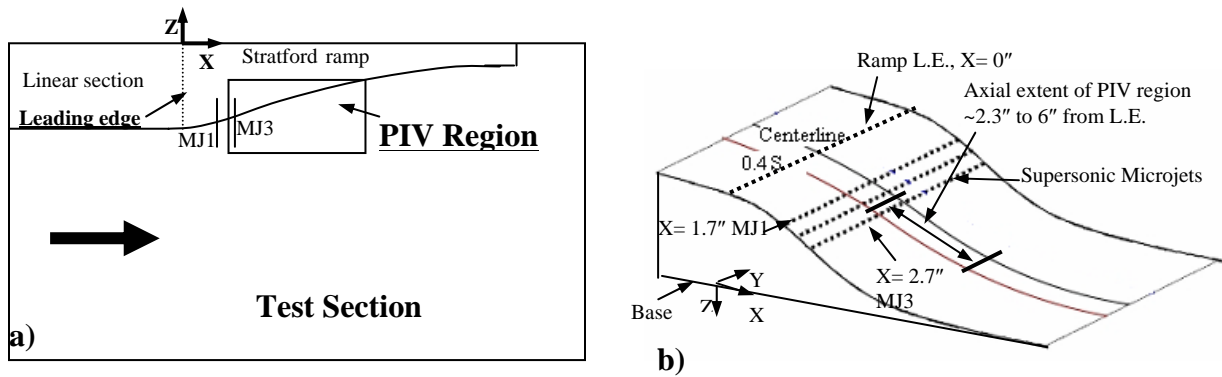 Z
X
Stratford ramp
Linear section
Leading edge
MJ1
MJ3
PIV Region
Test Section
a)
Ramp L.E., X= 0″
Axial extent of PIV region
~2.3″ to 6″ from L.E.
Centerline
0.4S
Supersonic Microjets
X= 1.7″ MJ1
X= 2.7″
MJ3
Y
Z
X
Base
b)